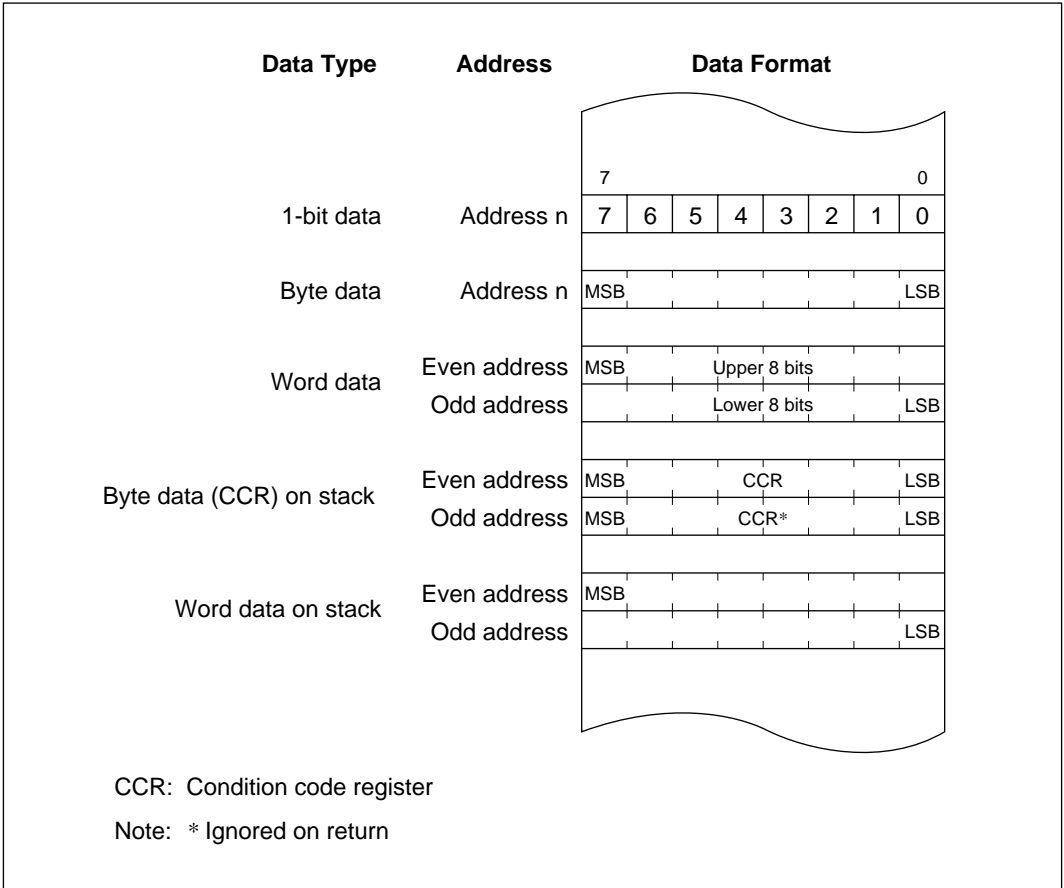 Data Type Address Data Format
7 0
1-bit data Address n 7 6 5 4 3 2 1 0
Byte data Address n MSB LSB
Word data
Even address MSB Upper 8 bits
Odd address Lower 8 bits LSB
Byte data (CCR) on stack
Even address MSB CCR LSB
Odd address MSB CCR* LSB
Word data on stack
Even address MSB
Odd address LSB
CCR: Condition code register
Note: * Ignored on return